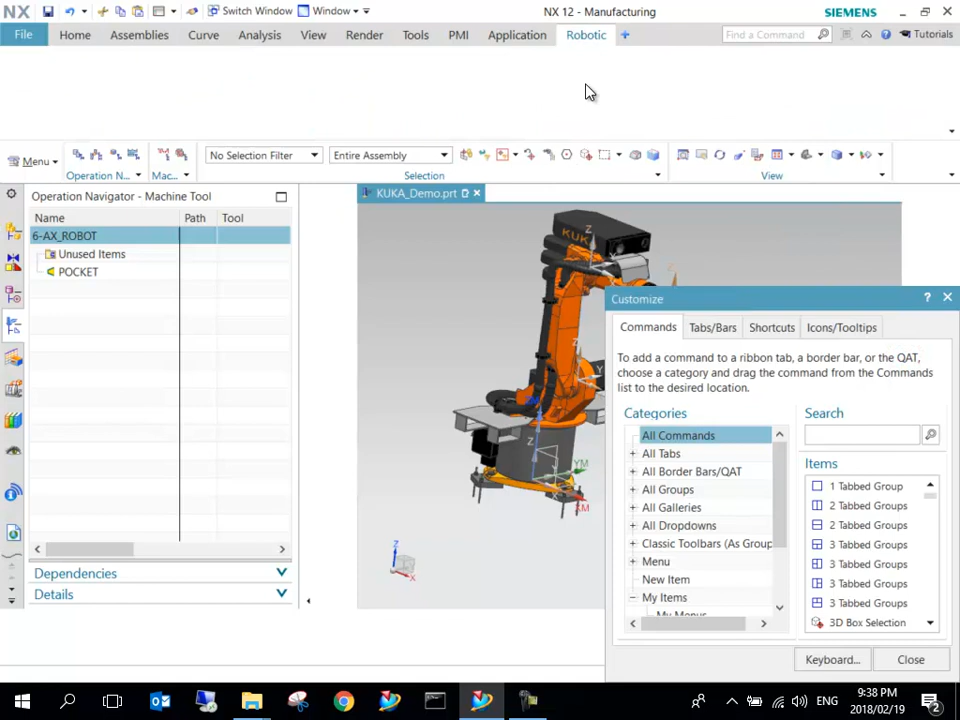 NX Switch Window Window NX 12 - Manufacturing SIEMENS
File Home Assemblies Curve Analysis View Render Tools PMI Application Robotic Find a Command Tutorials
Menu No Selection Filter Entire Assembly
Operation N... Mac... Selection View
Operation Navigator - Machine Tool
KUKA_Demo.prt
Name Path Tool
6-AX_ROBOT
Unused Items
POCKET
KUK
Z
Z
Z
Y
ZM
Z
YM
XM
Z
X
Customize
Commands Tabs/Bars Shortcuts Icons/Tooltips
To add a command to a ribbon tab, a border bar, or the QAT,
choose a category and drag the command from the Commands
list to the desired location.
Categories
All Commands
All Tabs
All Border Bars/QAT
All Groups
All Galleries
All Dropdowns
Classic Toolbars (As Group
Menu
New Item
My Items
My Menus
Search
Items
1 Tabbed Group
2 Tabbed Groups
2 Tabbed Groups
3 Tabbed Groups
3 Tabbed Groups
3 Tabbed Groups
3 Tabbed Groups
3D Box Selection
Keyboard... Close
Dependencies
Details
ENG
9:38 PM
2018/02/19
2